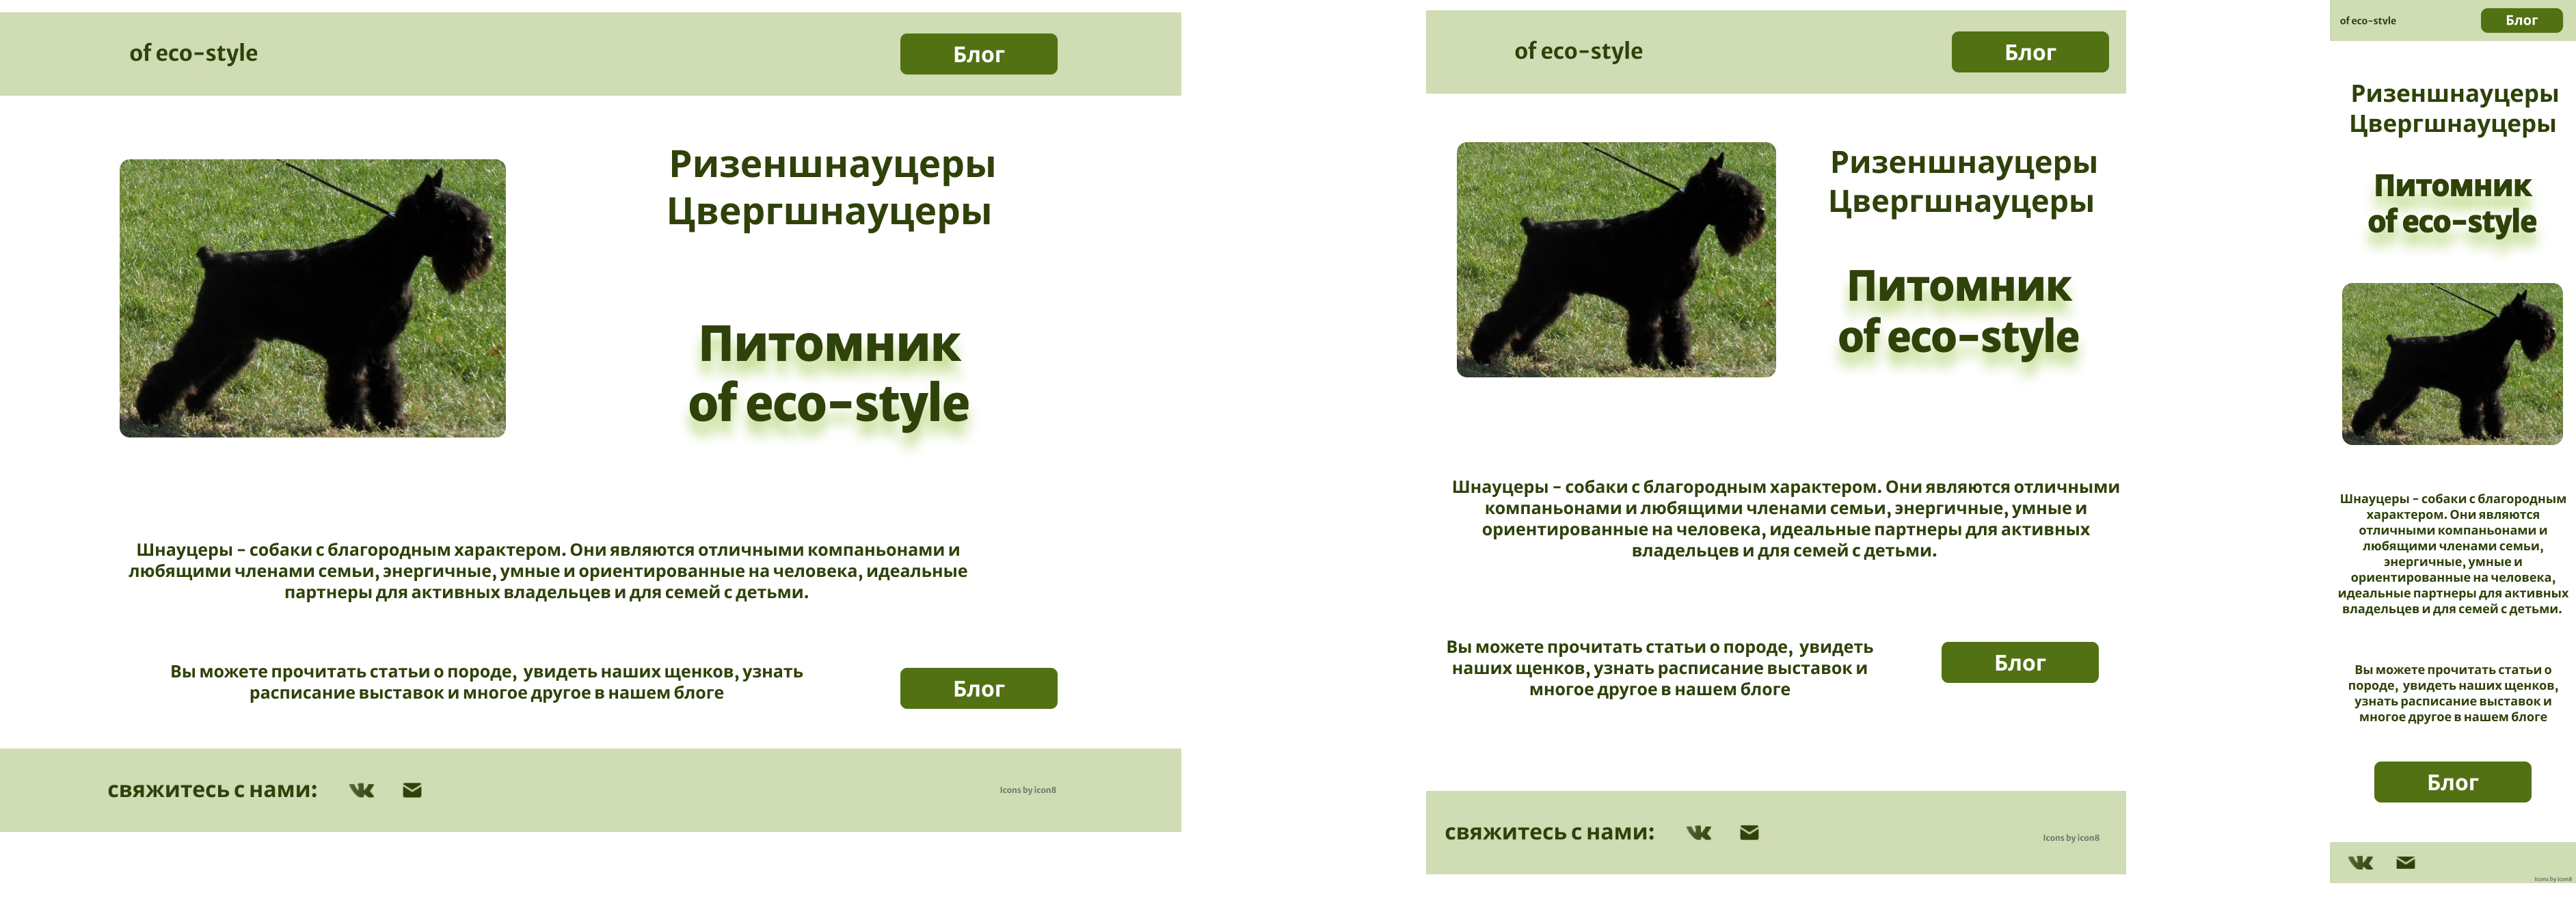 of eco-style
Блог
Ризеншнауцеры
Цвергшнауцеры
Питомник
of eco-style
Шнауцеры - собаки с благородным характером. Они являются отличными компаньонами и
любящими членами семьи, энергичные, умные и ориентированные на человека, идеальные
партнеры для активных владельцев и для семей с детьми.
Вы можете прочитать статьи о породе, увидеть наших щенков, узнать
расписание выставок и многое другое в нашем блоге
Блог
свяжитесь с нами:
Icons by icon8
of eco-style
Блог
Ризеншнауцеры
Цвергшнауцеры
Питомник
of eco-style
Шнауцеры - собаки с благородным характером. Они являются отличными
компаньонами и любящими членами семьи, энергичные, умные и
ориентированные на человека, идеальные партнеры для активных
владельцев и для семей с детьми.
Вы можете прочитать статьи о породе, увидеть
наших щенков, узнать расписание выставок и
многое другое в нашем блоге
Блог
свяжитесь с нами:
Icons by icon8
of eco-style
Блог
Ризеншнауцеры
Цвергшнауцеры
Питомник
of eco-style
Шнауцеры - собаки с благородным
характером. Они являются
отличными компаньонами и
любящими членами семьи,
энергичные, умные и
ориентированные на человека,
идеальные партнеры для активных
владельцев и для семей с детьми.
Вы можете прочитать статьи о
породе, увидеть наших щенков,
узнать расписание выставок и
многое другое в нашем блоге
Блог
Icons by icon8